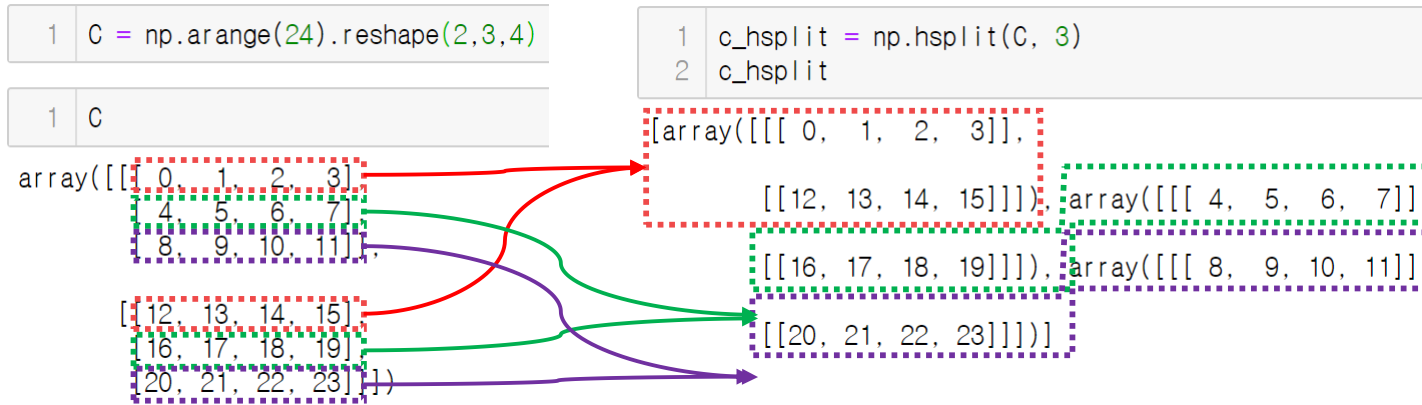 1 C = np.arange(24).reshape(2,3,4)
1 C
array([[[ 0, 1, 2, 3],
[ 4, 5, 6, 7],
[ 8, 9, 10, 11]],
[[12, 13, 14, 15],
[16, 17, 18, 19],
[20, 21, 22, 23]]])
1 c_hsplit = np.hsplit(C, 3)
2 c_hsplit
[array([[[ 0, 1, 2, 3]],
[[12, 13, 14, 15]]]), array([[[ 4, 5, 6, 7]]
[[16, 17, 18, 19]]]), array([[[ 8, 9, 10, 11]]
[[20, 21, 22, 23]]])]